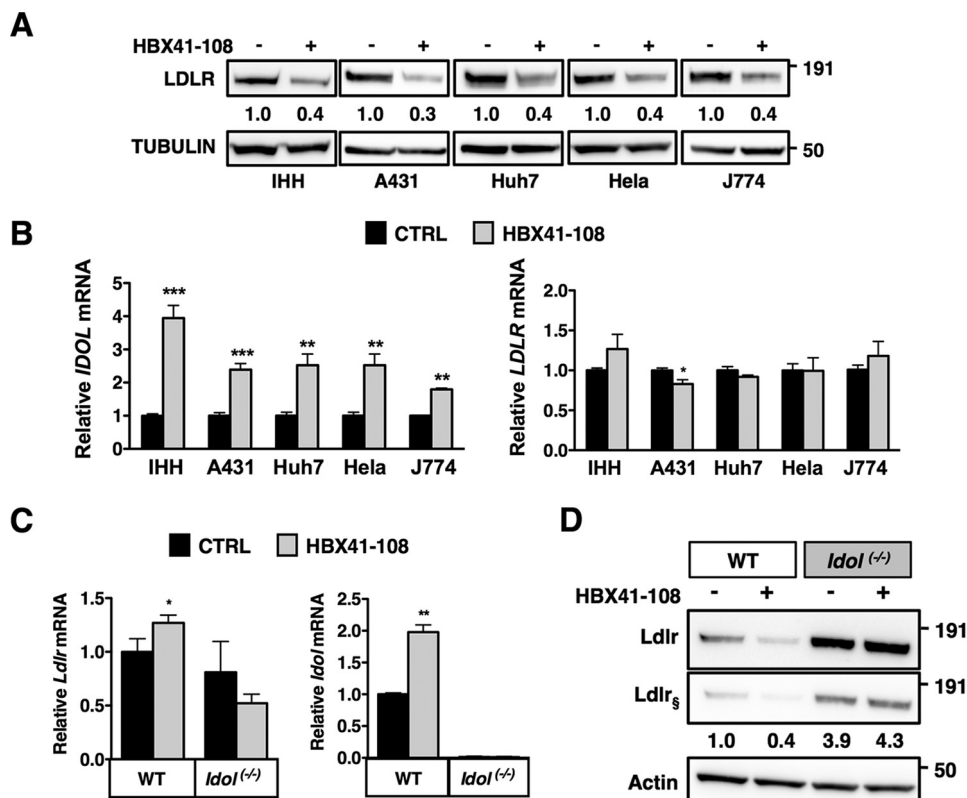 A
HBX41-108 - + - + - + - + - +
LDLR 191
1.0 0.4 1.0 0.3 1.0 0.4 1.0 0.4 1.0 0.4
TUBULIN 50
IHH A431 Huh7 Hela J774
B
CTRL HBX41-108
Relative IDOL mRNA
5
4
3
2
1
0
*** *** ** ** **
IHH A431 Huh7 Hela J774
Relative LDLR mRNA
2.0
1.5
1.0
0.5
0.0
*
IHH A431 Huh7 Hela J774
C
CTRL HBX41-108
Relative Ldlr mRNA
1.5
1.0
0.5
0.0
*
WT Idol (-/-)
Relative Idol mRNA
2.5
2.0
1.5
1.0
0.5
0.0
**
WT Idol (-/-)
D
WT Idol (-/-)
HBX41-108 - + - +
Ldlr 191
Ldlr§ 191
1.0 0.4 3.9 4.3
Actin 50